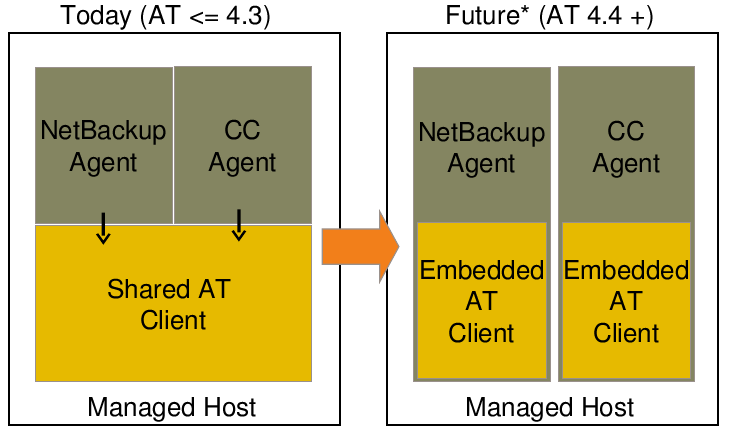 Today (AT <= 4.3)
NetBackup
Agent
CC
Agent
Shared AT
Client
Managed Host
Future* (AT 4.4 +)
NetBackup
Agent
CC
Agent
Embedded
AT
Client
Embedded
AT
Client
Managed Host